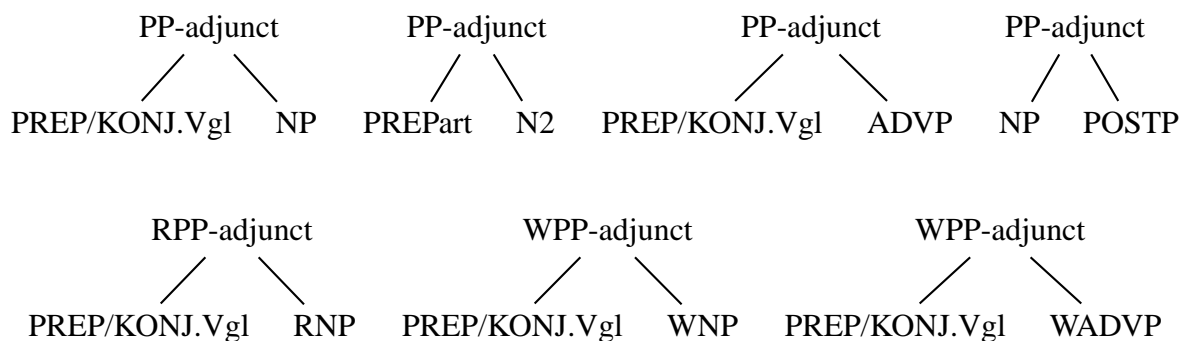 PP-adjunct PP-adjunct PP-adjunct PP-adjunct
PREP/KONJ.Vgl NP PREPart N2 PREP/KONJ.Vgl ADVP NP POSTP
RPP-adjunct WPP-adjunct WPP-adjunct
PREP/KONJ.Vgl RNP PREP/KONJ.Vgl WNP PREP/KONJ.Vgl WADVP